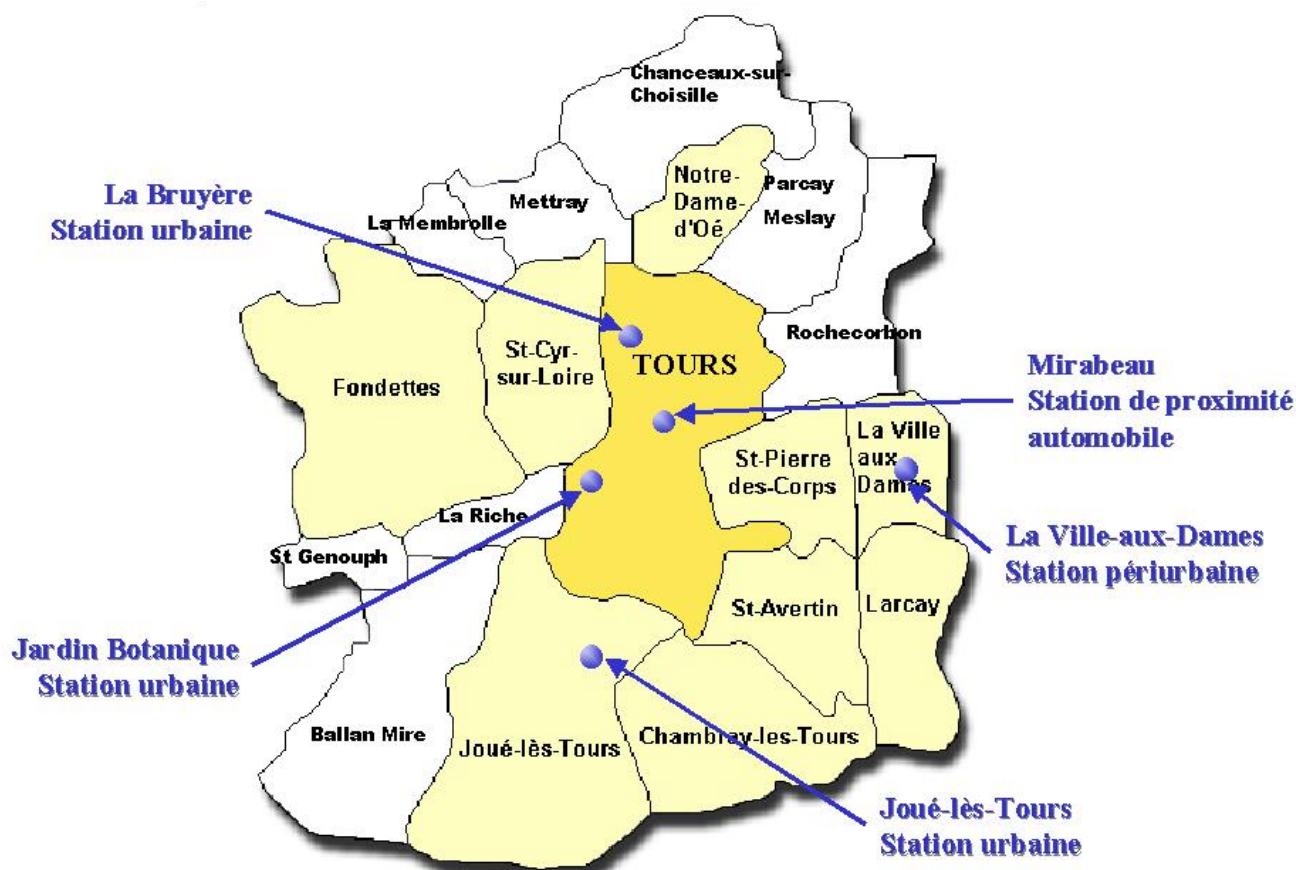 Chanceaux-sur-
Choisille
Notre-
Dame-
d'Oé
Parcay
Meslay
Mettray
La Membrolle
La Bruyère
Station urbaine
Rochecorbon
St-Cyr-
sur-Loire
TOURS
Fondettes
Mirabeau
Station de proximité
automobile
La Ville
aux
Dames
St-Pierre
des-Corps
La Riche
St Genouph
La Ville-aux-Dames
Station périurbaine
St-Avertin
Larcay
Jardin Botanique
Station urbaine
Ballan Mire
Joué-lès-Tours
Chambray-les-Tours
Joué-lès-Tours
Station urbaine